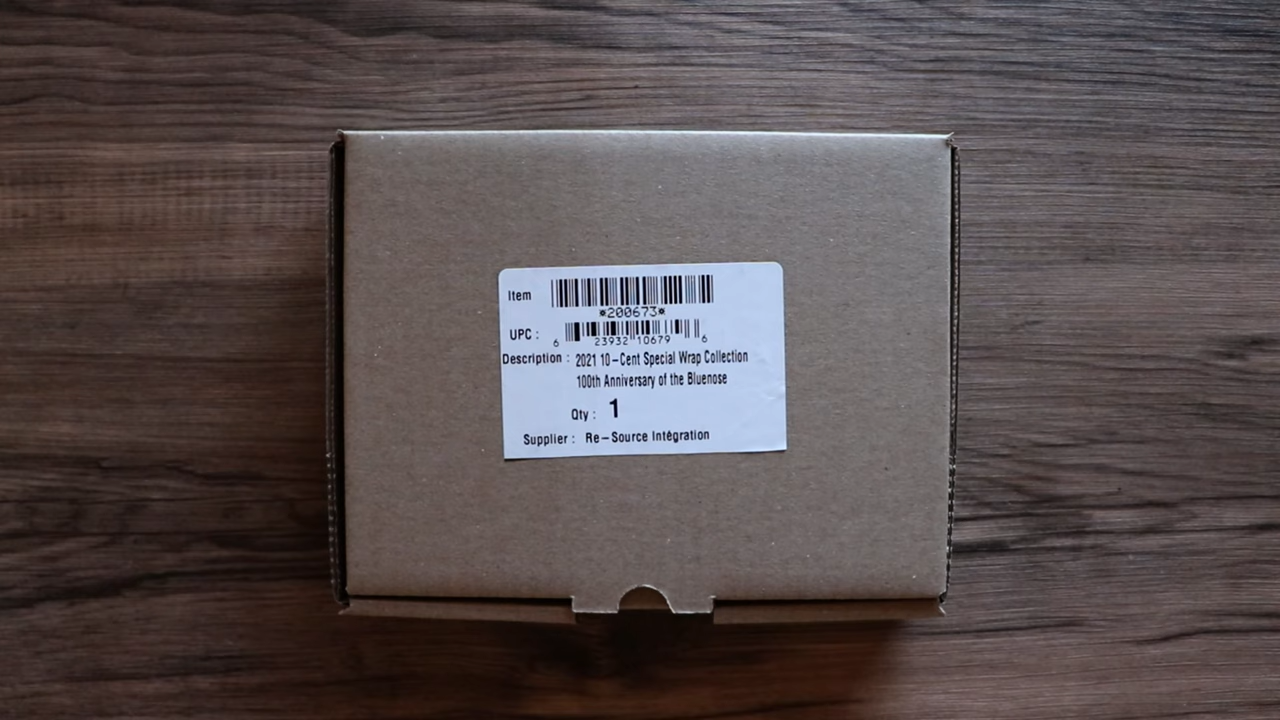 Item
*200673*
UPC :
6 23932 10679 6
Description : 2021 10-Cent Special Wrap Collection
100th Anniversary of the Bluenose
Qty : 1
Supplier : Re-Source Intégration